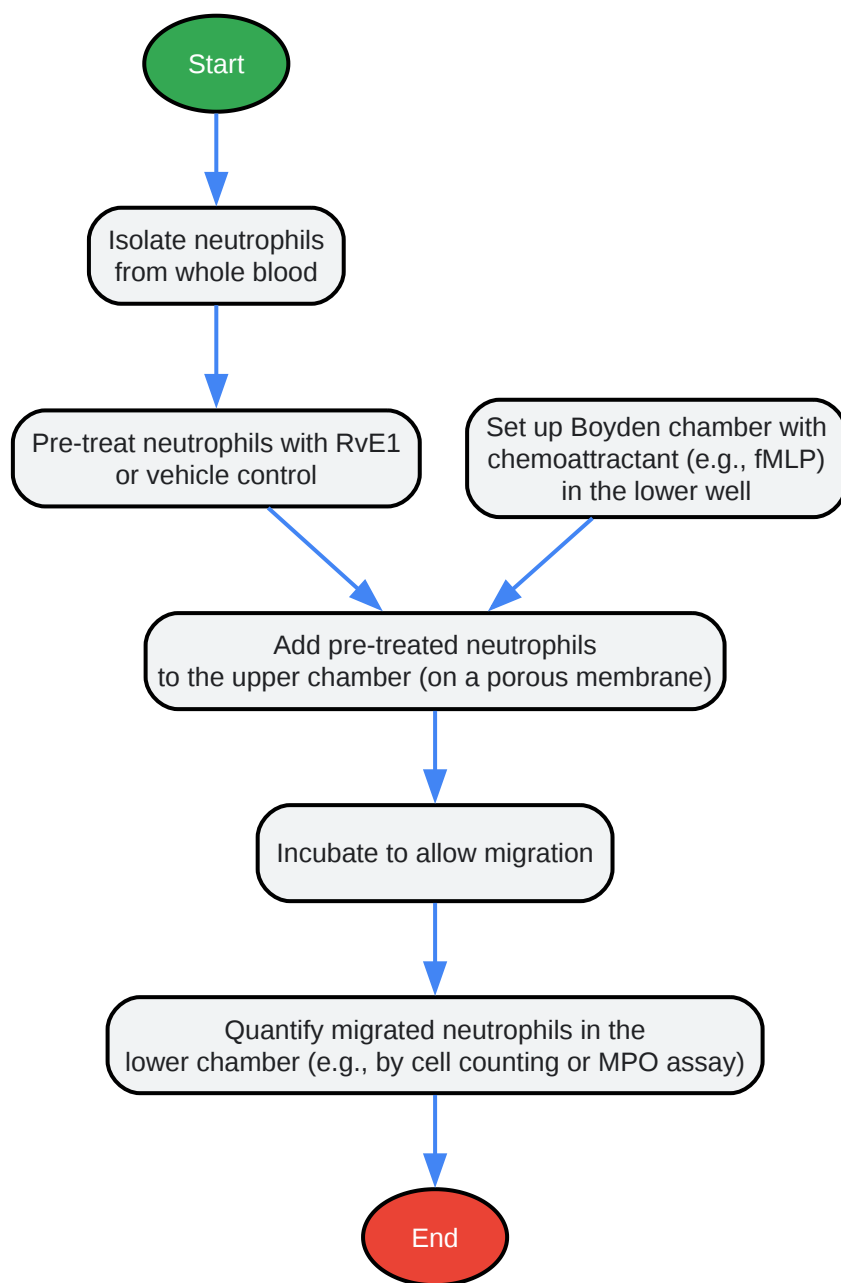 Start
Isolate neutrophils
from whole blood
Pre-treat neutrophils with RvE1
or vehicle control
Set up Boyden chamber with
chemoattractant (e.g., fMLP)
in the lower well
Add pre-treated neutrophils
to the upper chamber (on a porous membrane)
Incubate to allow migration
Quantify migrated neutrophils in the
lower chamber (e.g., by cell counting or MPO assay)
End